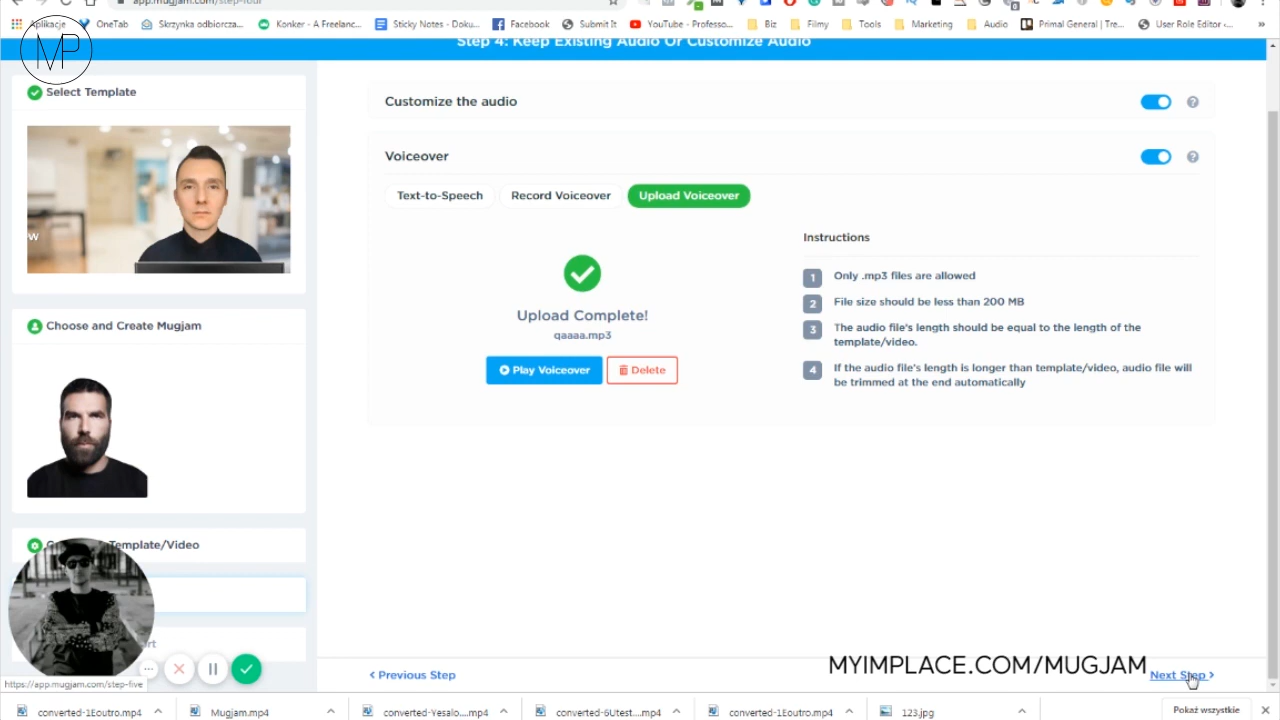 app.mugjam.com/step-four
Aplikacje
OneTab
Skrzynka odbiorcza...
Konker - A Freelanc...
Sticky Notes - Doku...
Facebook
Submit It
YouTube - Professo...
Biz
Filmy
Tools
Marketing
Audio
Primal General | Tre...
User Role Editor ‹...
»
MP
Step 4: Keep Existing Audio Or Customize Audio
Select Template
w
Choose and Create Mugjam
Template/Video
https://app.mugjam.com/step-five
Customize the audio
?
Voiceover
?
Text-to-Speech
Record Voiceover
Upload Voiceover
Upload Complete!
qaaaa.mp3
Play Voiceover
Delete
Instructions
1 Only .mp3 files are allowed
2 File size should be less than 200 MB
3 The audio file's length should be equal to the length of the
template/video.
4 If the audio file's length is longer than template/video, audio file will
be trimmed at the end automatically
MYIMPLACE.COM/MUGJAM
‹ Previous Step
Next Step ›
converted-1Eoutro.mp4
Mugjam.mp4
converted-Yesalo....mp4
converted-6Utest....mp4
converted-1Eoutro.mp4
123.jpg
Pokaż wszystkie